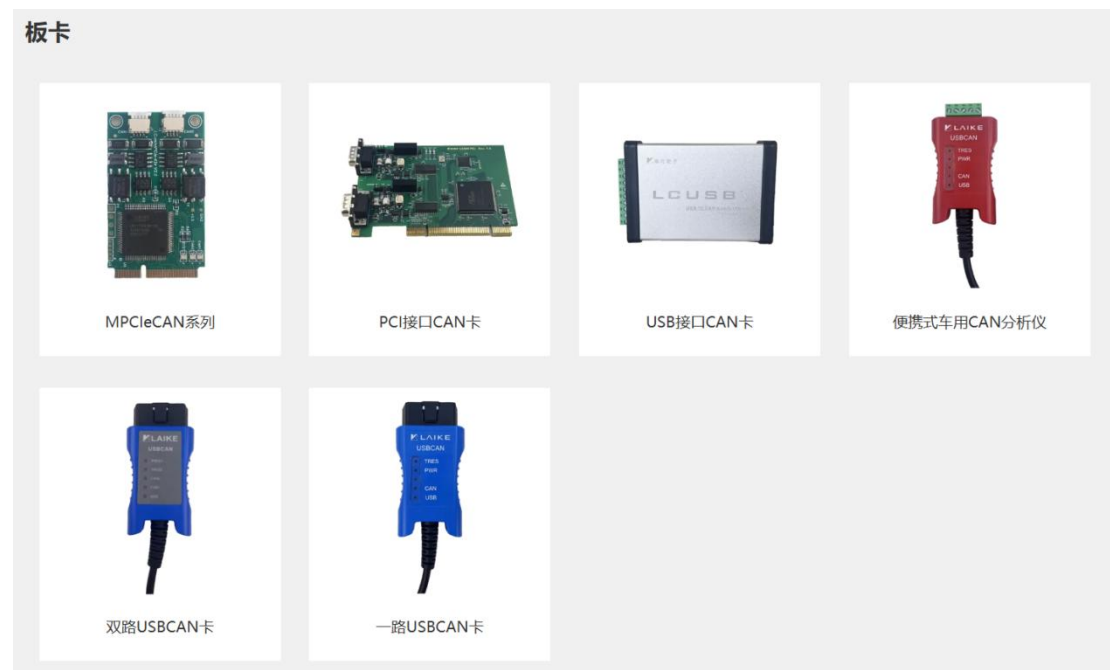 板卡
LCUSB
LAIKE
USBCAN
TRES
PWR
CAN
USB
MPCIeCAN系列
PCI接口CAN卡
USB接口CAN卡
便携式车用CAN分析仪
LAIKE
USBCAN
LAIKE
USBCAN
TRES
PWR
CAN
USB
双路USBCAN卡
一路USBCAN卡